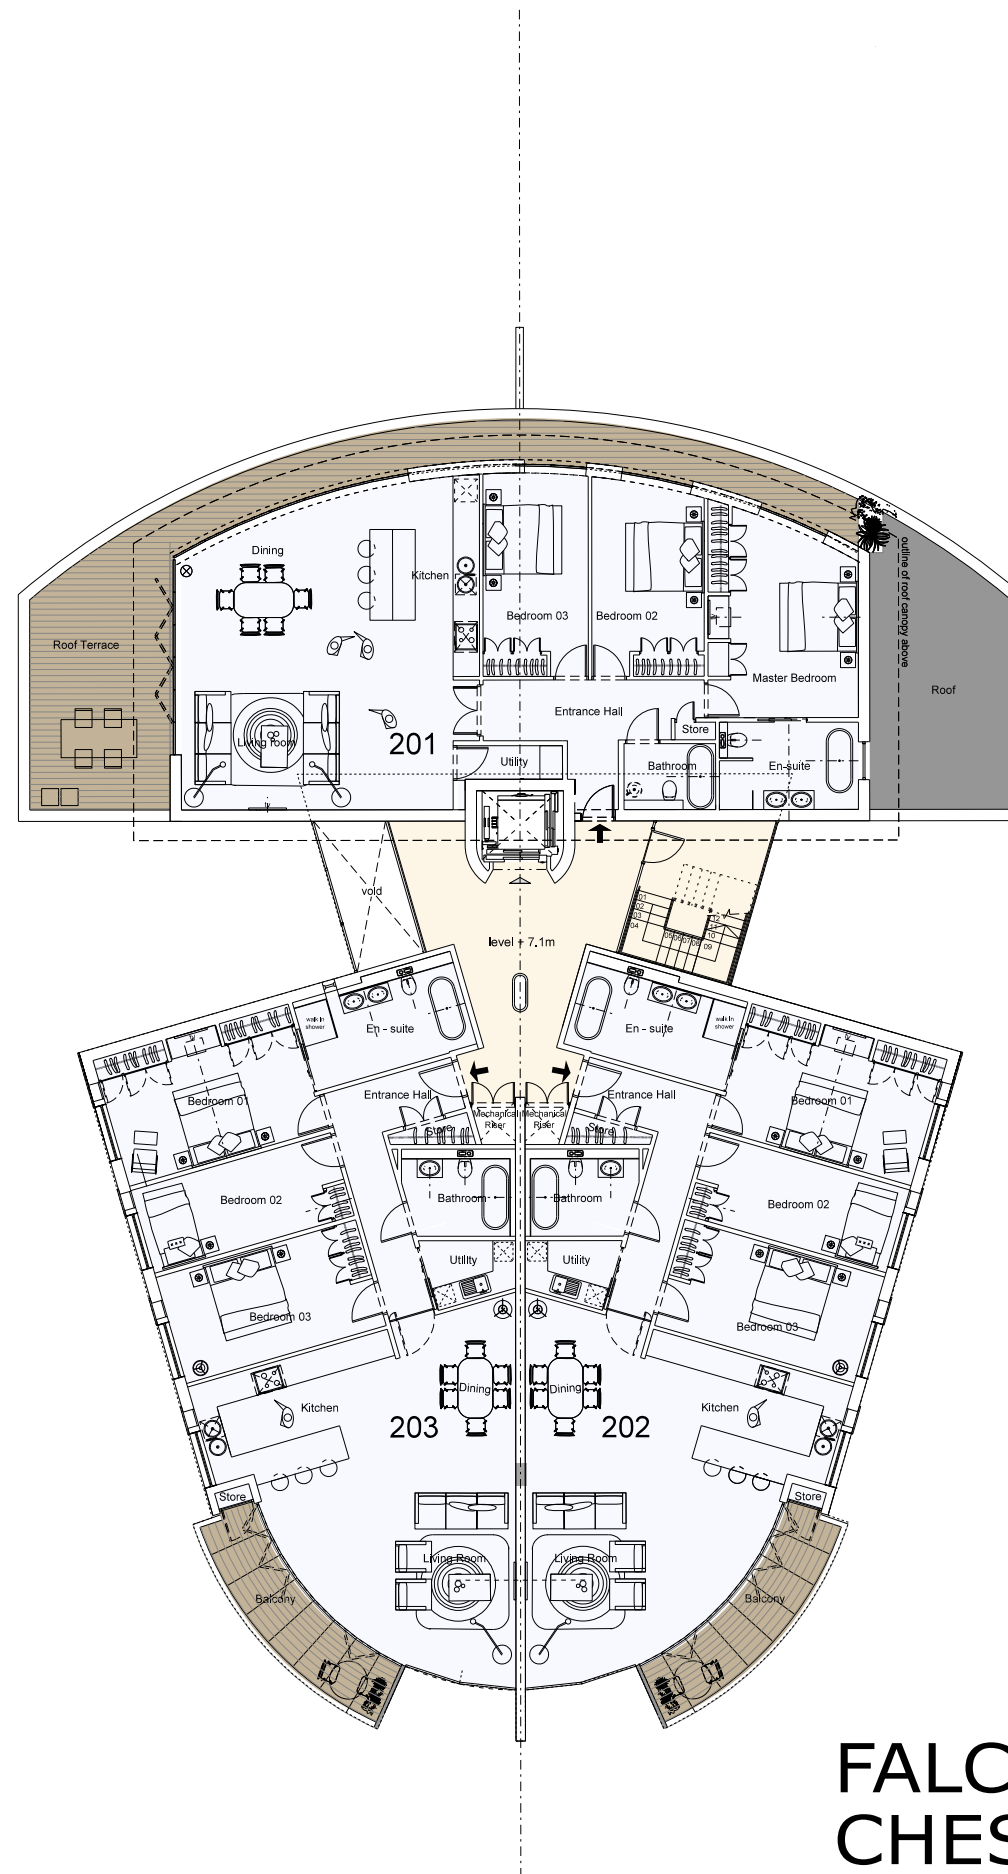 Dining
Kitchen
Bedroom 03
Bedroom 02
outline of roof canopy above
Roof Terrace
Master Bedroom
Roof
Entrance Hall
Store
Living room
201
Utility
Bathroom
En-suite
void
01
02
03
04
05
06
07
08
09
10
11
12
level + 7.1m
walk in
shower
En - suite
En - suite
walk in
shower
Bedroom 01
Entrance Hall
Mechanical
Riser
Mechanical
Riser
Entrance Hall
Bedroom 01
Store
Store
Bedroom 02
Bathroom
Bathroom
Bedroom 02
Utility
Utility
Bedroom 03
Bedroom 03
Dining
Dining
Kitchen
Kitchen
203
202
Store
Store
Living Room
Living Room
Balcony
Balcony
FALC
CHES